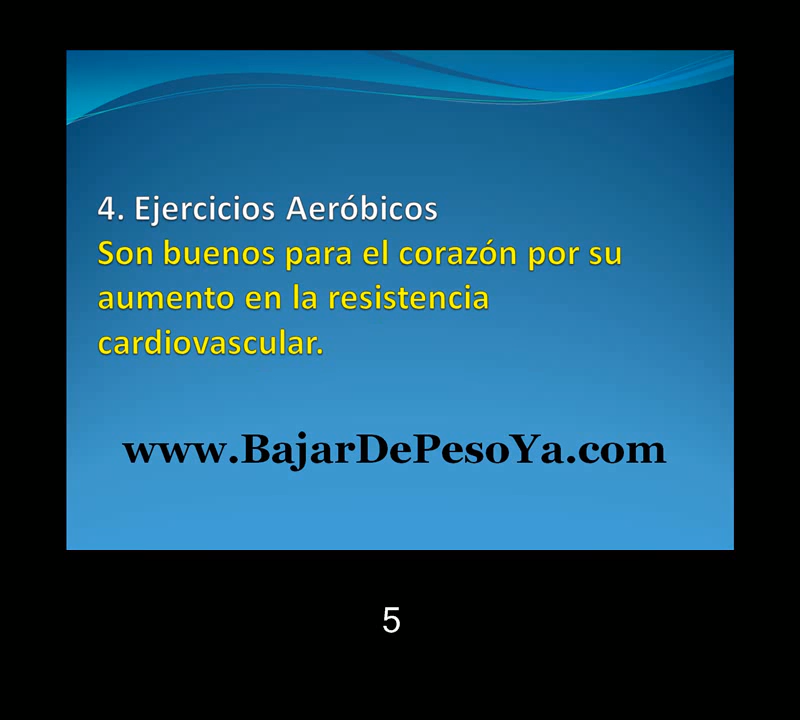 4. Ejercicios Aeróbicos
Son buenos para el corazón por su
aumento en la resistencia
cardiovascular.
www.BajarDePesoYa.com
5